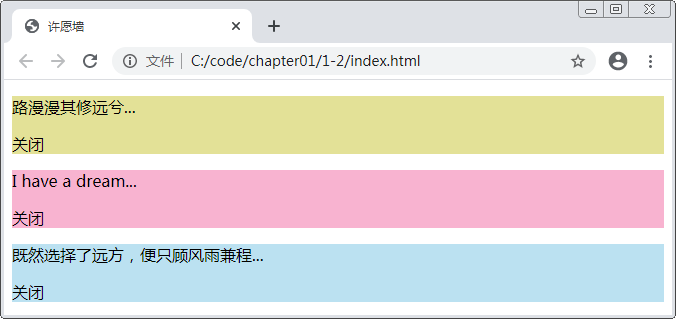 许愿墙
文件 C:/code/chapter01/1-2/index.html
路漫漫其修远兮...
关闭
I have a dream...
关闭
既然选择了远方，便只顾风雨兼程...
关闭